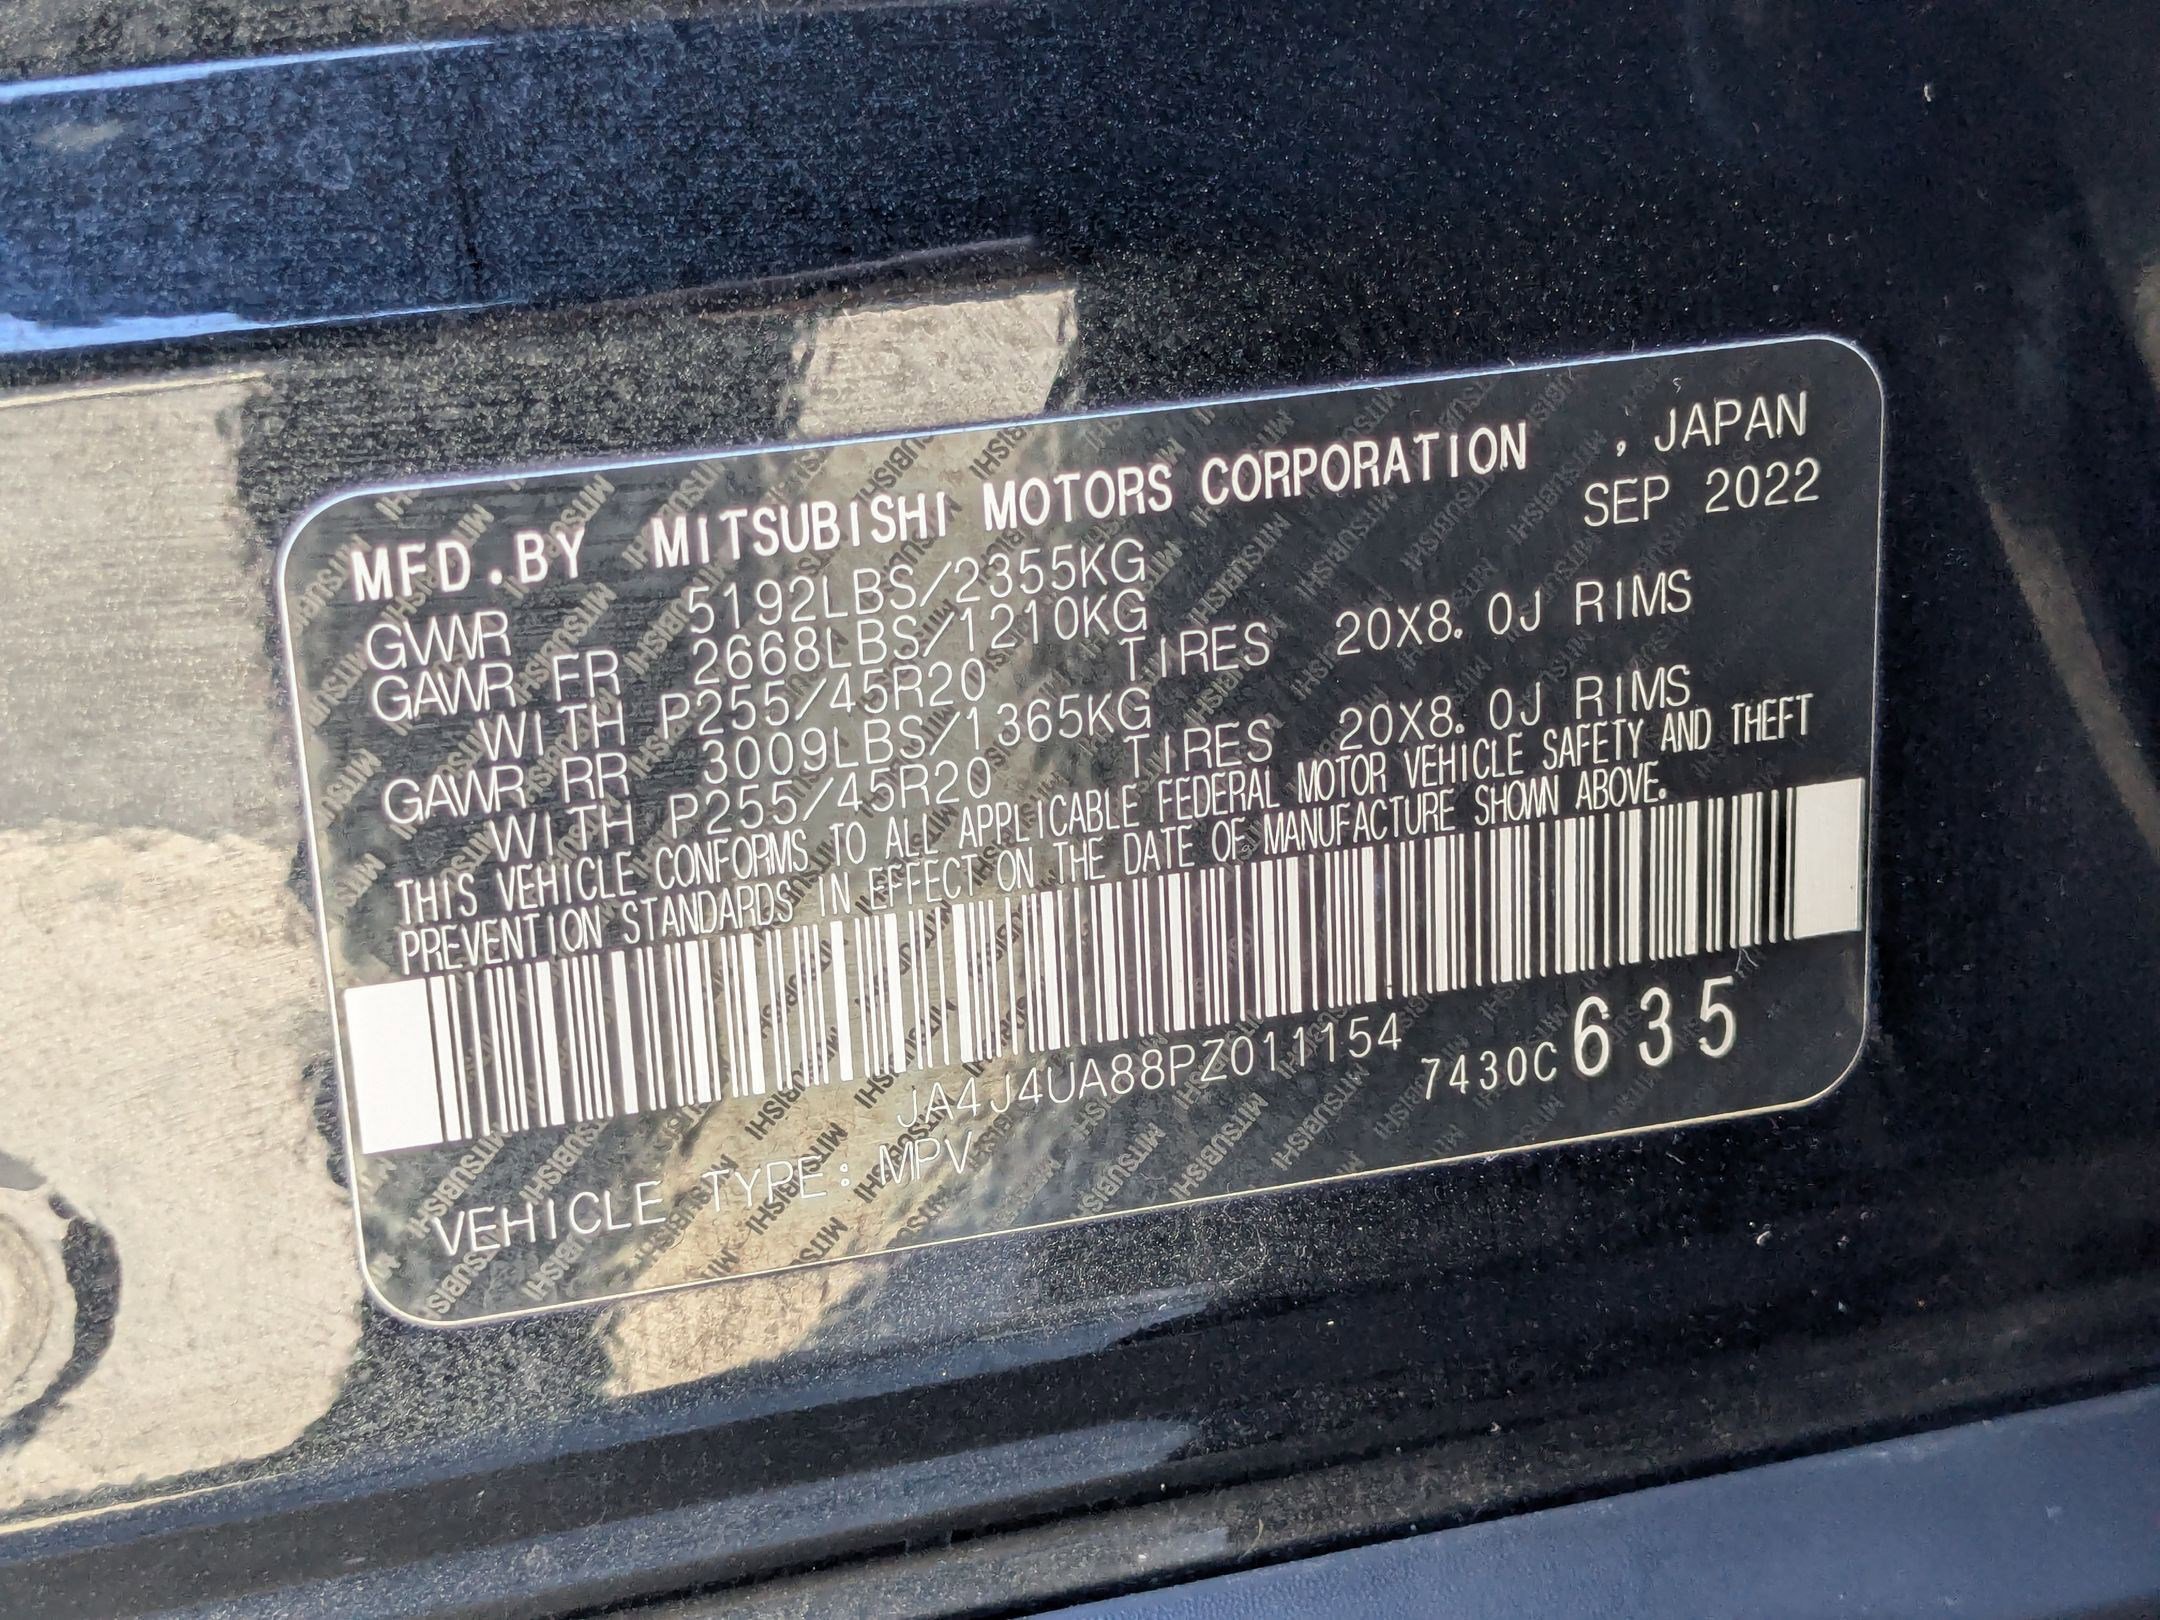 MFD.BY MITSUBISHI MOTORS CORPORATION , JAPAN
GVWR 5192LBS/2355KG SEP 2022
GAWR FR 2668LBS/1210KG
WITH P255/45R20 TIRES 20X8.0J RIMS
GAWR RR 3009LBS/1365KG
WITH P255/45R20 TIRES 20X8.0J RIMS
THIS VEHICLE CONFORMS TO ALL APPLICABLE FEDERAL MOTOR VEHICLE SAFETY AND THEFT
PREVENTION STANDARDS IN EFFECT ON THE DATE OF MANUFACTURE SHOWN ABOVE.
JA4J4UA88PZ011154 7430C 635
VEHICLE TYPE: MPV